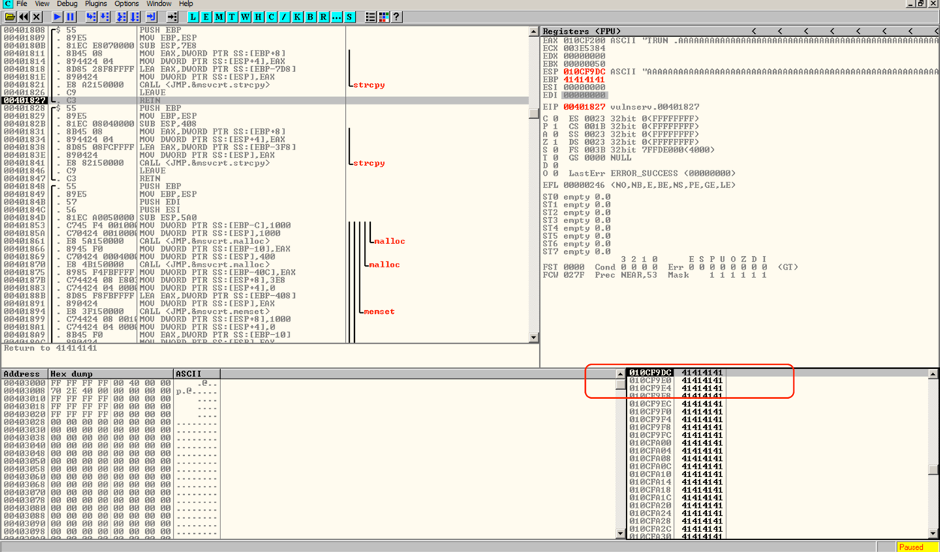 C File View Debug Plugins Options Window Help
L E M T W H C / K B R ... S ?
00401808 55 PUSH EBP
00401809 89E5 MOV EBP,ESP
0040180B 81EC E8070000 SUB ESP,7E8
00401811 8B45 08 MOV EAX,DWORD PTR SS:[EBP+8]
00401814 894424 04 MOV DWORD PTR SS:[ESP+4],EAX
00401818 8D85 28F8FFFF LEA EAX,DWORD PTR SS:[EBP-7D8]
0040181E 890424 MOV DWORD PTR SS:[ESP],EAX
00401821 E8 A2150000 CALL <JMP.&msvcrt.strcpy> strcpy
00401826 C9 LEAVE
00401827 C3 RETN
00401828 55 PUSH EBP
00401829 89E5 MOV EBP,ESP
0040182B 81EC 08040000 SUB ESP,408
00401831 8B45 08 MOV EAX,DWORD PTR SS:[EBP+8]
00401834 894424 04 MOV DWORD PTR SS:[ESP+4],EAX
00401838 8D85 08FCFFFF LEA EAX,DWORD PTR SS:[EBP-3F8]
0040183E 890424 MOV DWORD PTR SS:[ESP],EAX
00401841 E8 82150000 CALL <JMP.&msvcrt.strcpy> strcpy
00401846 C9 LEAVE
00401847 C3 RETN
00401848 55 PUSH EBP
00401849 89E5 MOV EBP,ESP
0040184B 57 PUSH EDI
0040184C 56 PUSH ESI
0040184D 81EC A0050000 SUB ESP,5A0
00401853 C745 F4 001000 MOV DWORD PTR SS:[EBP-C],1000
0040185A C70424 00100000 MOV DWORD PTR SS:[ESP],1000
00401861 E8 5A150000 CALL <JMP.&msvcrt.malloc> malloc
00401866 8945 F0 MOV DWORD PTR SS:[EBP-10],EAX
00401869 C70424 00040000 MOV DWORD PTR SS:[ESP],400
00401870 E8 4B150000 CALL <JMP.&msvcrt.malloc> malloc
00401875 8985 F4FBFFFF MOV DWORD PTR SS:[EBP-40C],EAX
0040187B C74424 08 E803 MOV DWORD PTR SS:[ESP+8],3E8
00401883 C74424 04 0000 MOV DWORD PTR SS:[ESP+4],0
0040188B 8D85 F8FBFFFF LEA EAX,DWORD PTR SS:[EBP-408]
00401891 890424 MOV DWORD PTR SS:[ESP],EAX
00401894 E8 3F150000 CALL <JMP.&msvcrt.memset> memset
00401899 C74424 08 0010 MOV DWORD PTR SS:[ESP+8],1000
004018A1 C74424 04 0000 MOV DWORD PTR SS:[ESP+4],0
004018A9 8B45 F0 MOV EAX,DWORD PTR SS:[EBP-10]
Return to 41414141
Registers (FPU) < < < < < <
EAX 010CF200 ASCII "TRUN .AAAAAAAAAAAAAAAAAAAAAAAAAAAAAAAAAAAAAAAAAA
ECX 003E5384
EDX 00000000
EBX 00000050
ESP 010CF9DC ASCII "AAAAAAAAAAAAAAAAAAAAAAAAAAAAAAAAAAAAAAAAAAAAAAAA
EBP 41414141
ESI 00000000
EDI 00000000
EIP 00401827 vulnserv.00401827
C 0 ES 0023 32bit 0(FFFFFFFF)
P 1 CS 001B 32bit 0(FFFFFFFF)
A 0 SS 0023 32bit 0(FFFFFFFF)
Z 1 DS 0023 32bit 0(FFFFFFFF)
S 0 FS 003B 32bit 7FFDE000(4000)
T 0 GS 0000 NULL
D 0
O 0 LastErr ERROR_SUCCESS (00000000)
EFL 00000246 (NO,NB,E,BE,NS,PE,GE,LE)
ST0 empty 0.0
ST1 empty 0.0
ST2 empty 0.0
ST3 empty 0.0
ST4 empty 0.0
ST5 empty 0.0
ST6 empty 0.0
ST7 empty 0.0
3 2 1 0 E S P U O Z D I
FST 0000 Cond 0 0 0 0 Err 0 0 0 0 0 0 0 0 (GT)
FCW 027F Prec NEAR,53 Mask 1 1 1 1 1 1
Address Hex dump ASCII
00403000 FF FF FF FF 00 40 00 00 .@..
00403008 70 2E 40 00 00 00 00 00 p.@.....
00403010 FF FF FF FF 00 00 00 00 ....
00403018 FF FF FF FF 00 00 00 00 ....
00403020 FF FF FF FF 00 00 00 00 ....
00403028 00 00 00 00 00 00 00 00 ........
00403030 00 00 00 00 00 00 00 00 ........
00403038 00 00 00 00 00 00 00 00 ........
00403040 00 00 00 00 00 00 00 00 ........
00403048 00 00 00 00 00 00 00 00 ........
00403050 00 00 00 00 00 00 00 00 ........
00403058 00 00 00 00 00 00 00 00 ........
00403060 00 00 00 00 00 00 00 00 ........
00403068 00 00 00 00 00 00 00 00 ........
00403070 00 00 00 00 00 00 00 00 ........
00403078 00 00 00 00 00 00 00 00 ........
00403080 00 00 00 00 00 00 00 00 ........
00403088 00 00 00 00 00 00 00 00 ........
00403090 00 00 00 00 00 00 00 00 ........
00403098 00 00 00 00 00 00 00 00 ........
010CF9DC 41414141
010CF9E0 41414141
010CF9E4 41414141
010CF9E8 41414141
010CF9EC 41414141
010CF9F0 41414141
010CF9F4 41414141
010CF9F8 41414141
010CF9FC 41414141
010CFA00 41414141
010CFA04 41414141
010CFA08 41414141
010CFA0C 41414141
010CFA10 41414141
010CFA14 41414141
010CFA18 41414141
010CFA1C 41414141
010CFA20 41414141
010CFA24 41414141
010CFA28 41414141
010CFA2C 41414141
010CFA30 41414141
Paused